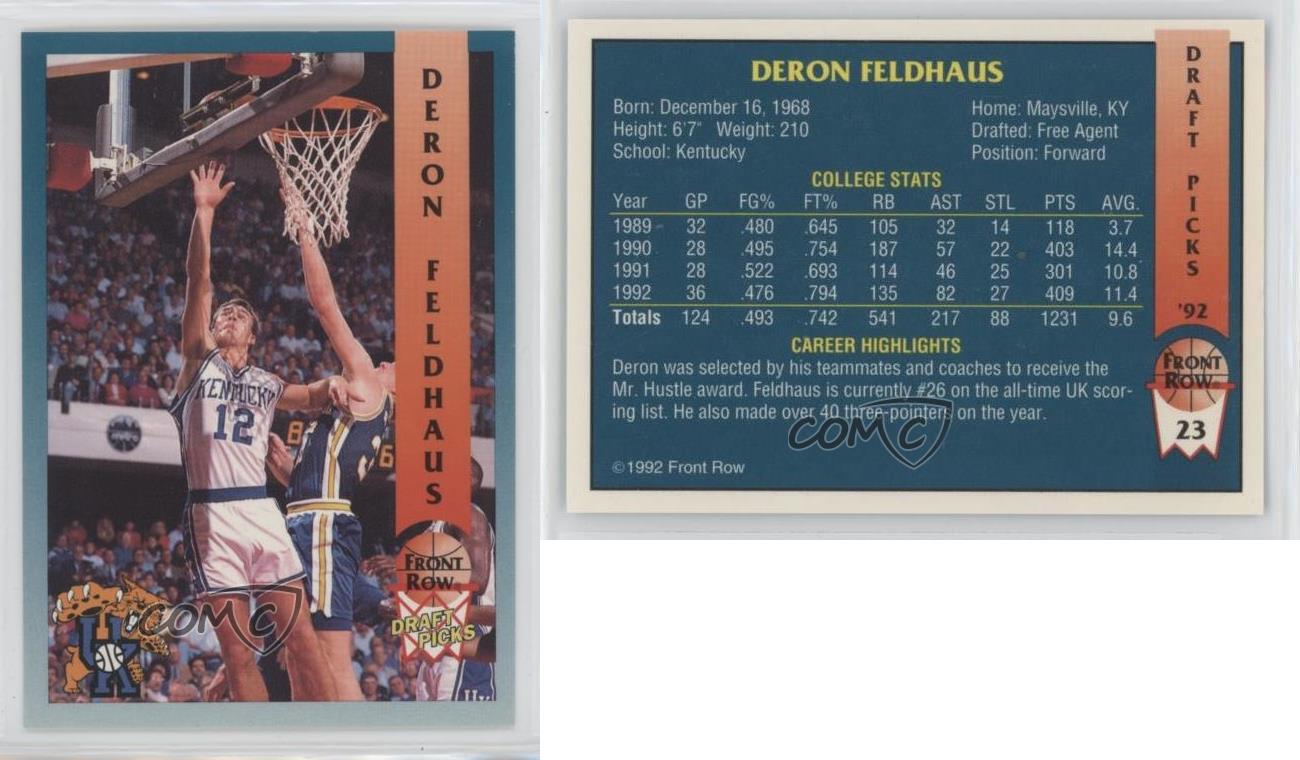 DERON FELDHAUS
KENTUCKY
12
8
6
UK
FRONT
ROW
DRAFT
PICKS
UK
COMC
DERON FELDHAUS
Born: December 16, 1968
Height: 6'7" Weight: 210
School: Kentucky
Home: Maysville, KY
Drafted: Free Agent
Position: Forward
COLLEGE STATS
Year GP FG% FT% RB AST STL PTS AVG.
1989 32 .480 .645 105 32 14 118 3.7
1990 28 .495 .754 187 57 22 403 14.4
1991 28 .522 .693 114 46 25 301 10.8
1992 36 .476 .794 135 82 27 409 11.4
Totals 124 .493 .742 541 217 88 1231 9.6
CAREER HIGHLIGHTS
Deron was selected by his teammates and coaches to receive the
Mr. Hustle award. Feldhaus is currently #26 on the all-time UK scor-
ing list. He also made over 40 three-pointers on the year.
COMC
©1992 Front Row
DRAFT PICKS
'92
FRONT
ROW
23